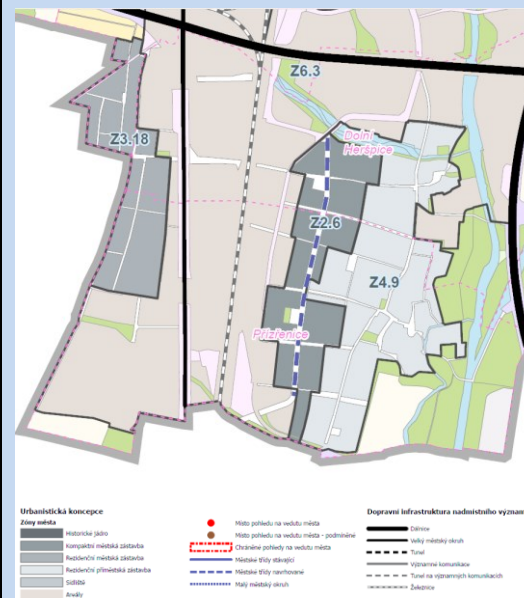 Z6.3
Dolní
Heršpice
Z3.18
Z2.6
Z4.9
Přízřenice
Urbanistická koncepce
Zóny města
Historické jádro
Kompaktní městská zástavba
Rezidenční městská zástavba
Rezidenční příměstská zástavba
Sídliště
Areály
Místo pohledu na vedutu města
Místo pohledu na vedutu města - podmíněné
Chráněné pohledy na vedutu města
Městské třídy stávající
Městské třídy navrhované
Malý městský okruh
Dopravní infrastruktura nadmístního význam
Dálnice
Velký městský okruh
Tunel
Významné komunikace
Tunel na významných komunikacích
Železnice